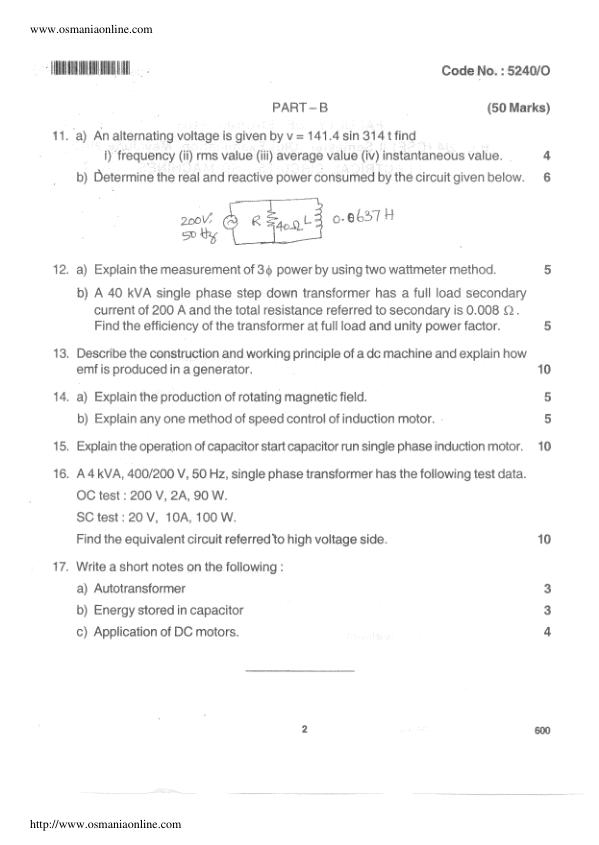 www.osmaniaonline.com
Code No. : 5240/O
PART – B (50 Marks)
11. a) An alternating voltage is given by v = 141.4 sin 314 t find
I) frequency (ii) rms value (iii) average value (iv) instantaneous value. 4
b) Determine the real and reactive power consumed by the circuit given below. 6
200V, R 40Ω L 0.0637 H
50 Hz
12. a) Explain the measurement of 3ϕ power by using two wattmeter method. 5
b) A 40 kVA single phase step down transformer has a full load secondary
current of 200 A and the total resistance referred to secondary is 0.008 Ω.
Find the efficiency of the transformer at full load and unity power factor. 5
13. Describe the construction and working principle of a dc machine and explain how
emf is produced in a generator. 10
14. a) Explain the production of rotating magnetic field. 5
b) Explain any one method of speed control of induction motor. 5
15. Explain the operation of capacitor start capacitor run single phase induction motor. 10
16. A 4 kVA, 400/200 V, 50 Hz, single phase transformer has the following test data.
OC test : 200 V, 2A, 90 W.
SC test : 20 V, 10A, 100 W.
Find the equivalent circuit referred to high voltage side. 10
17. Write a short notes on the following :
a) Autotransformer 3
b) Energy stored in capacitor 3
c) Application of DC motors. 4
2 600
http://www.osmaniaonline.com